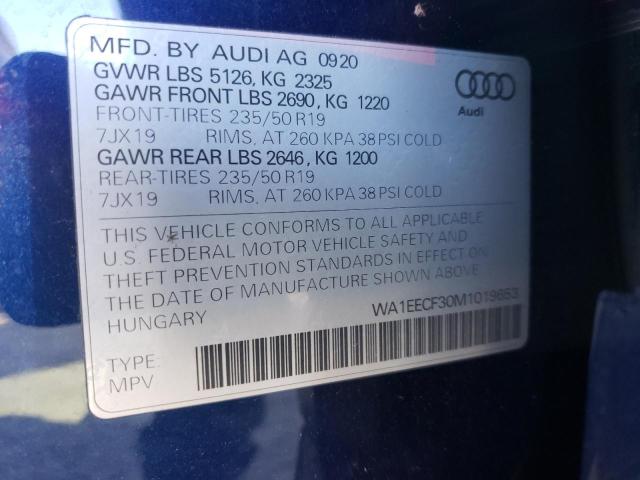 MFD. BY AUDI AG 0920
GVWR LBS 5126, KG 2325
GAWR FRONT LBS 2690, KG 1220
FRONT-TIRES 235/50 R19
7JX19 RIMS, AT 260 KPA 38 PSI COLD
GAWR REAR LBS 2646, KG 1200
REAR-TIRES 235/50 R19
7JX19 RIMS, AT 260 KPA 38 PSI COLD
Audi
THIS VEHICLE CONFORMS TO ALL APPLICABLE
U.S. FEDERAL MOTOR VEHICLE SAFETY AND
THEFT PREVENTION STANDARDS IN EFFECT ON
THE DATE OF MANUFACTURE SHOWN ABOVE
HUNGARY
WA1EECF30M1019653
TYPE:
MPV